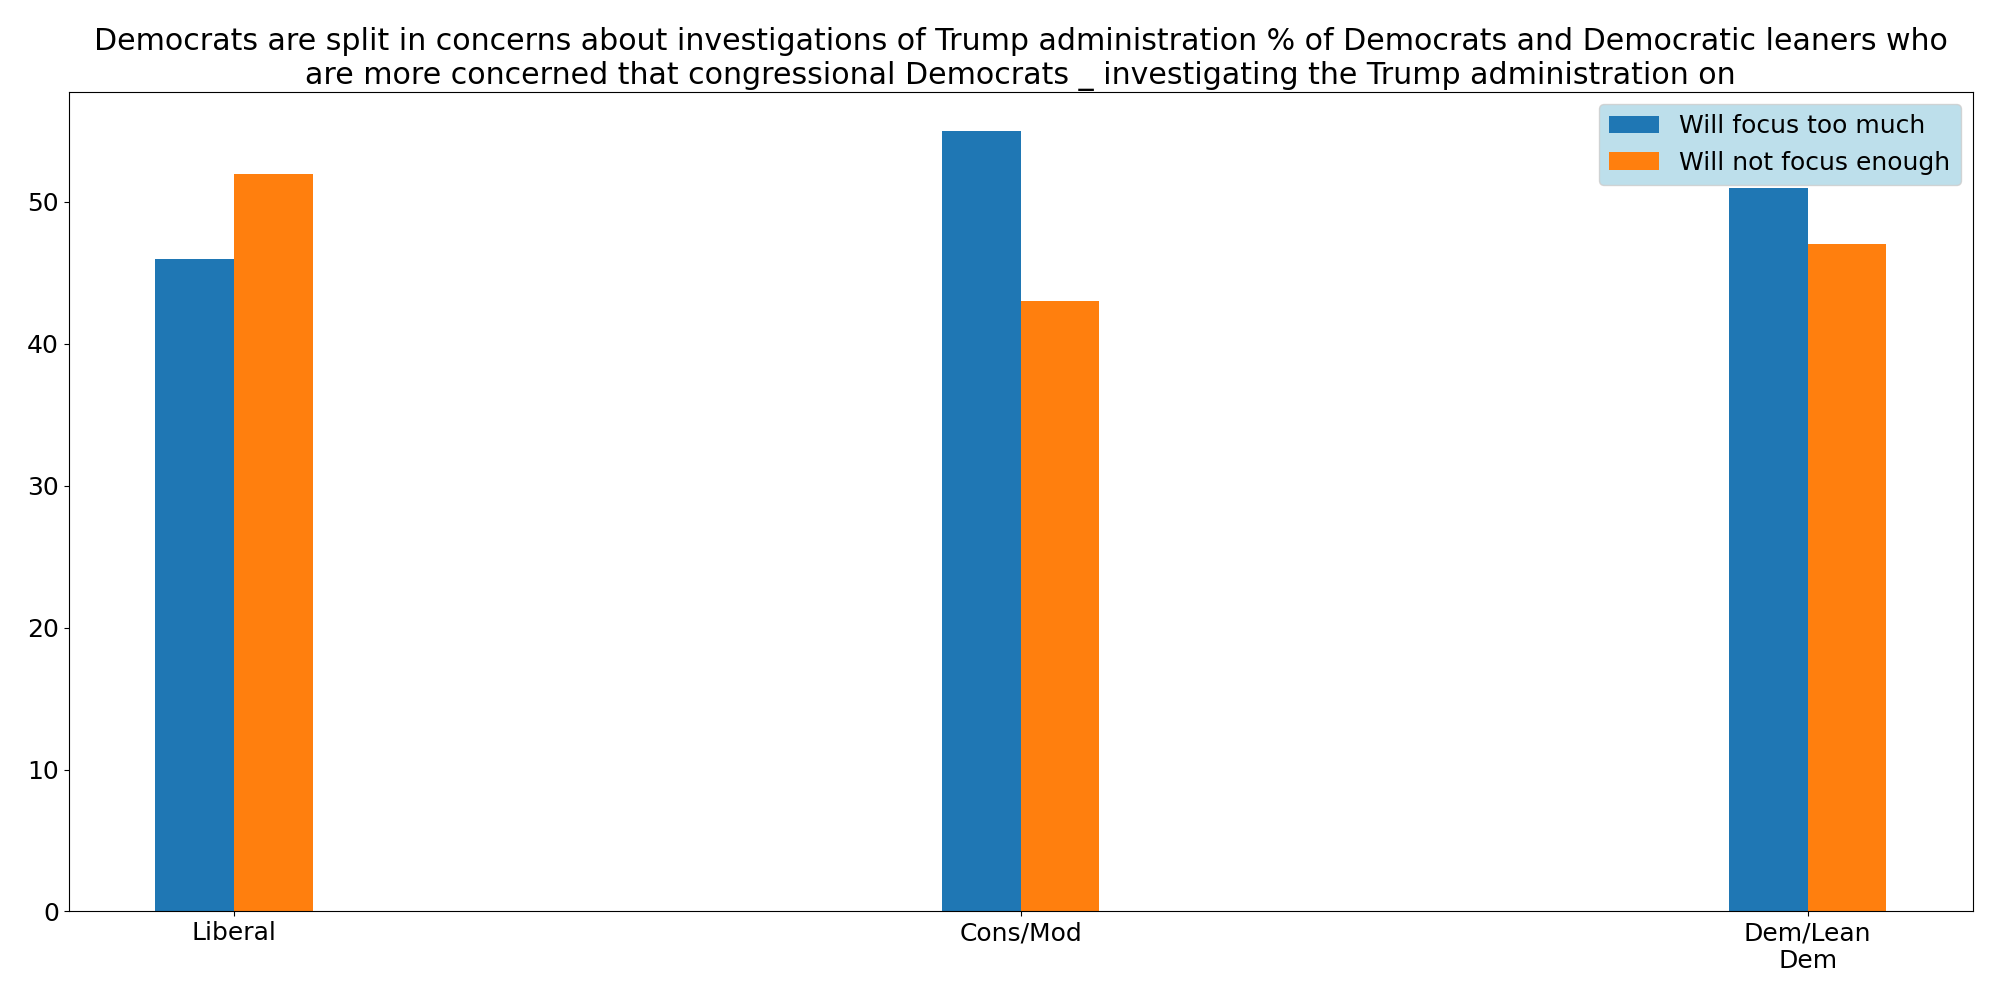 Democrats are split in concerns about investigations of Trump administration % of Democrats and Democratic leaners who
are more concerned that congressional Democrats _ investigating the Trump administration on
Will focus too much
Will not focus enough
50
40
30
20
10
0
Liberal
Cons/Mod
Dem/Lean
Dem